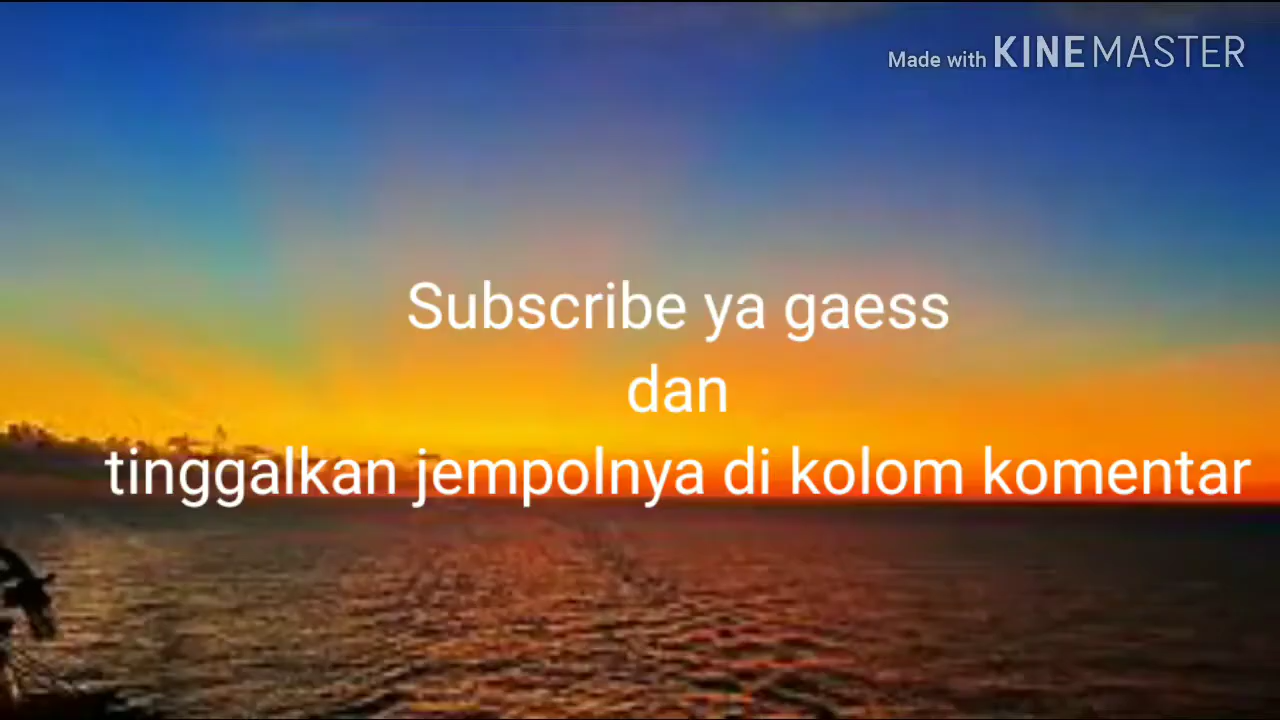 Made with KINEMASTER
Subscribe ya gaess
dan
tinggalkan jempolnya di kolom komentar